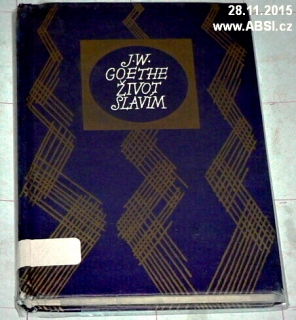 28.11.2015
www.ABSI.cz
J·W·
GOETHE
ŽIVOT
SLAVÍM